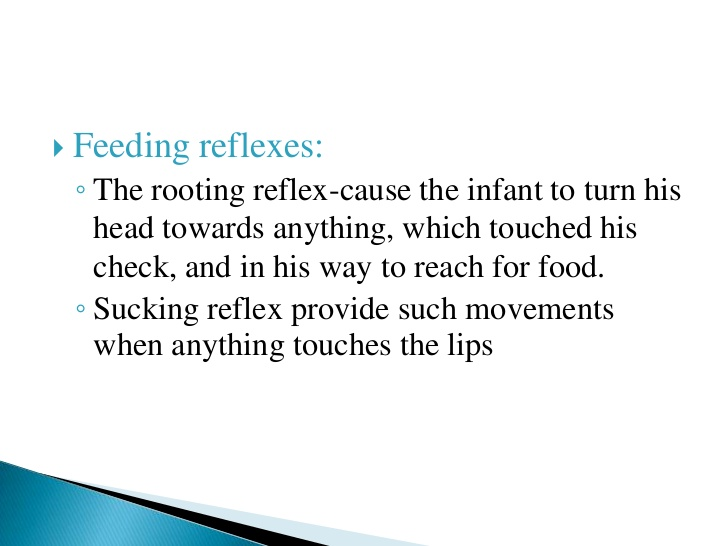 Feeding reflexes:
The rooting reflex-cause the infant to turn his
head towards anything, which touched his
check, and in his way to reach for food.
Sucking reflex provide such movements
when anything touches the lips